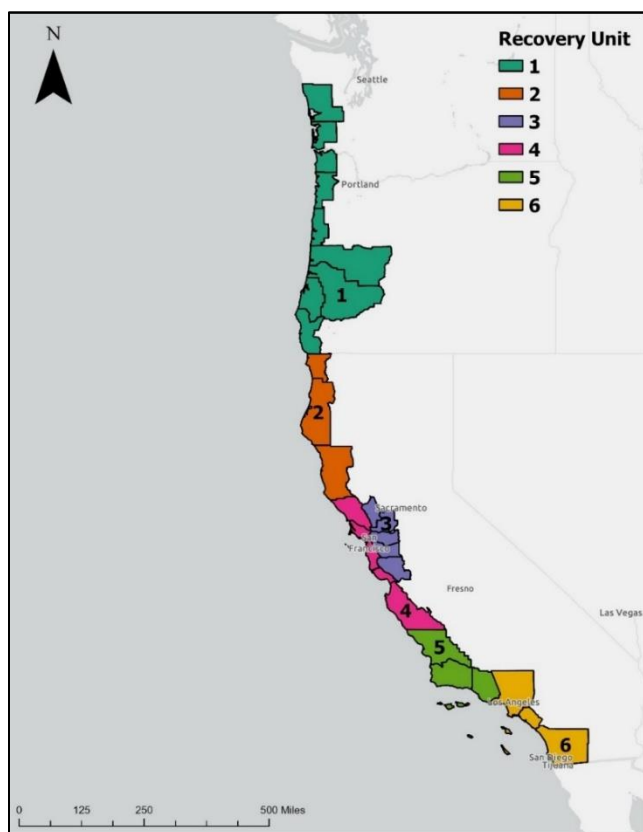 N
Recovery Unit
1
2
3
4
5
6
Seattle
Portland
1
2
Sacramento
3
San
Francisco
Fresno
4
Las Vegas
5
Los Angeles
6
San Diego
Tijuana
0 125 250 500 Miles